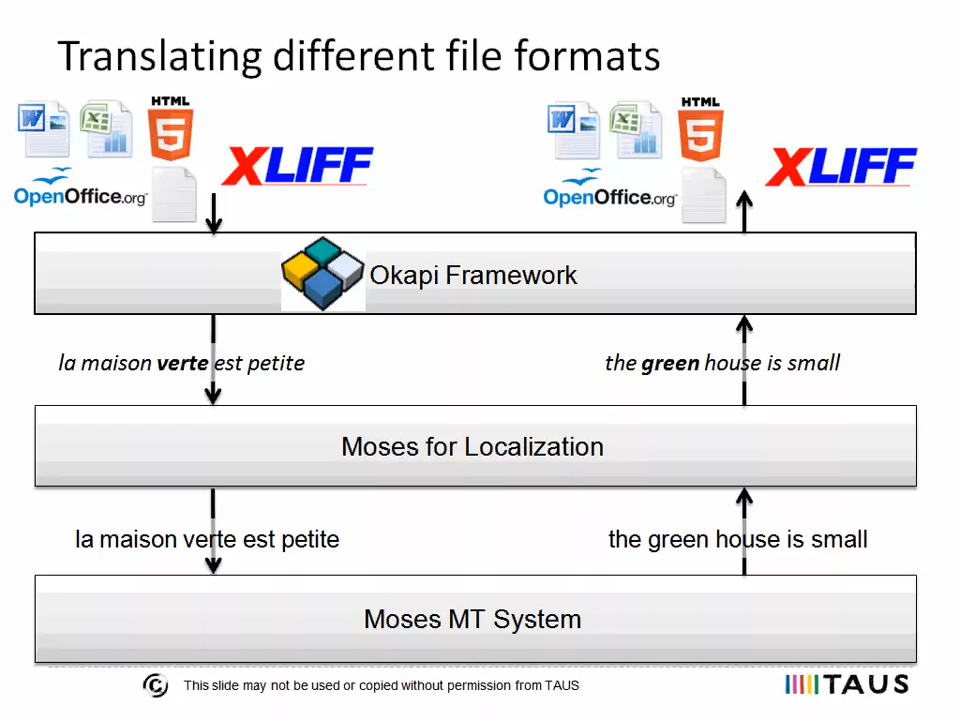 Translating different file formats
HTML
5
XLIFF
OpenOffice.org
HTML
5
XLIFF
OpenOffice.org
Okapi Framework
la maison verte est petite
the green house is small
Moses for Localization
la maison verte est petite
the green house is small
Moses MT System
This slide may not be used or copied without permission from TAUS
TAUS